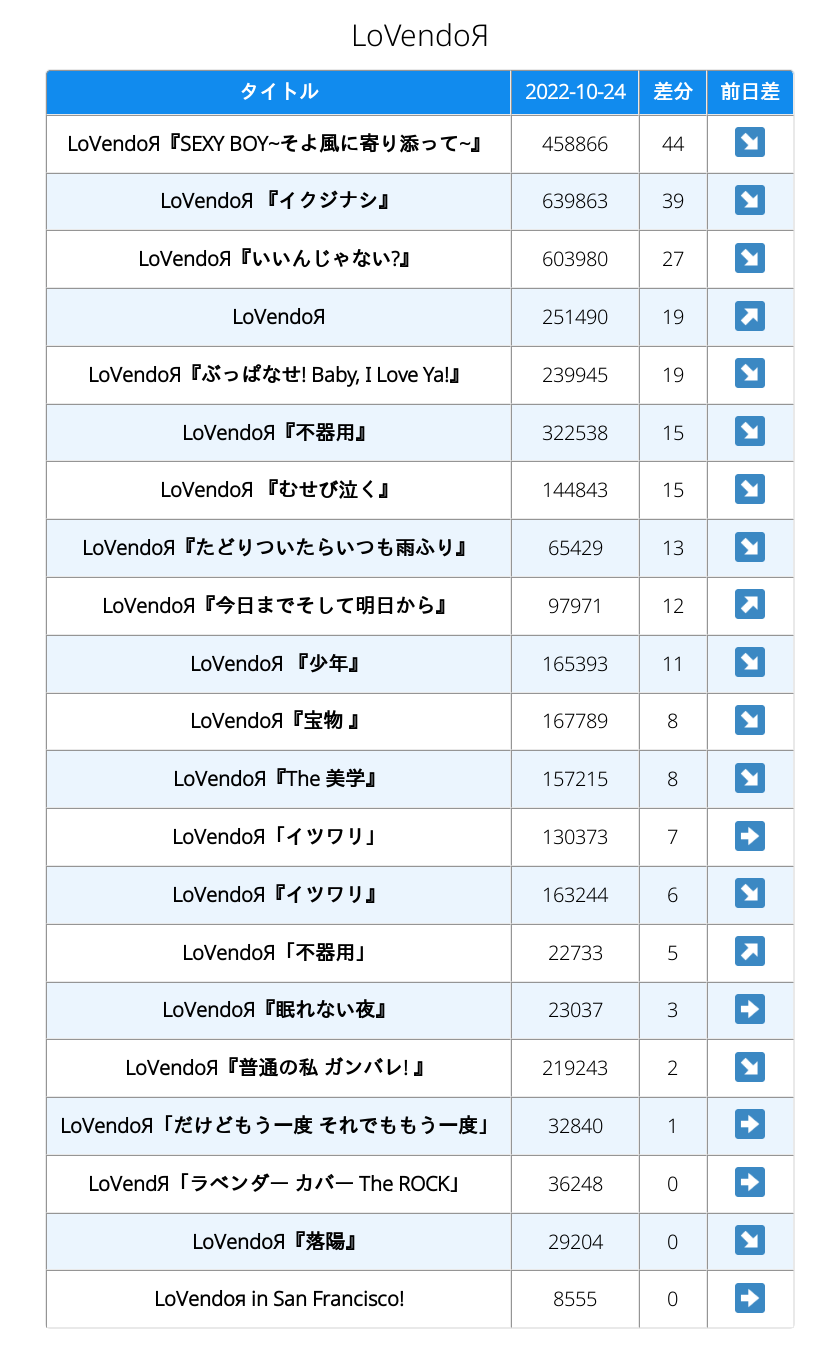 LoVendoЯ
タイトル 2022-10-24 差分 前日差
LoVendoЯ『SEXY BOY~そよ風に寄り添って~』 458866 44
LoVendoЯ 『イクジナシ』 639863 39
LoVendoЯ『いいんじゃない?』 603980 27
LoVendoЯ 251490 19
LoVendoЯ『ぶっぱなせ! Baby, I Love Ya!』 239945 19
LoVendoЯ『不器用』 322538 15
LoVendoЯ 『むせび泣く』 144843 15
LoVendoЯ『たどりついたらいつも雨ふり』 65429 13
LoVendoЯ『今日までそして明日から』 97971 12
LoVendoЯ 『少年』 165393 11
LoVendoЯ『宝物 』 167789 8
LoVendoЯ『The 美学』 157215 8
LoVendoЯ「イツワリ」 130373 7
LoVendoЯ『イツワリ』 163244 6
LoVendoЯ「不器用」 22733 5
LoVendoЯ『眠れない夜』 23037 3
LoVendoЯ『普通の私 ガンバレ! 』 219243 2
LoVendoЯ「だけどもう一度 それでももう一度」 32840 1
LoVendЯ「ラベンダー カバー The ROCK」 36248 0
LoVendoЯ『落陽』 29204 0
LoVendoя in San Francisco! 8555 0